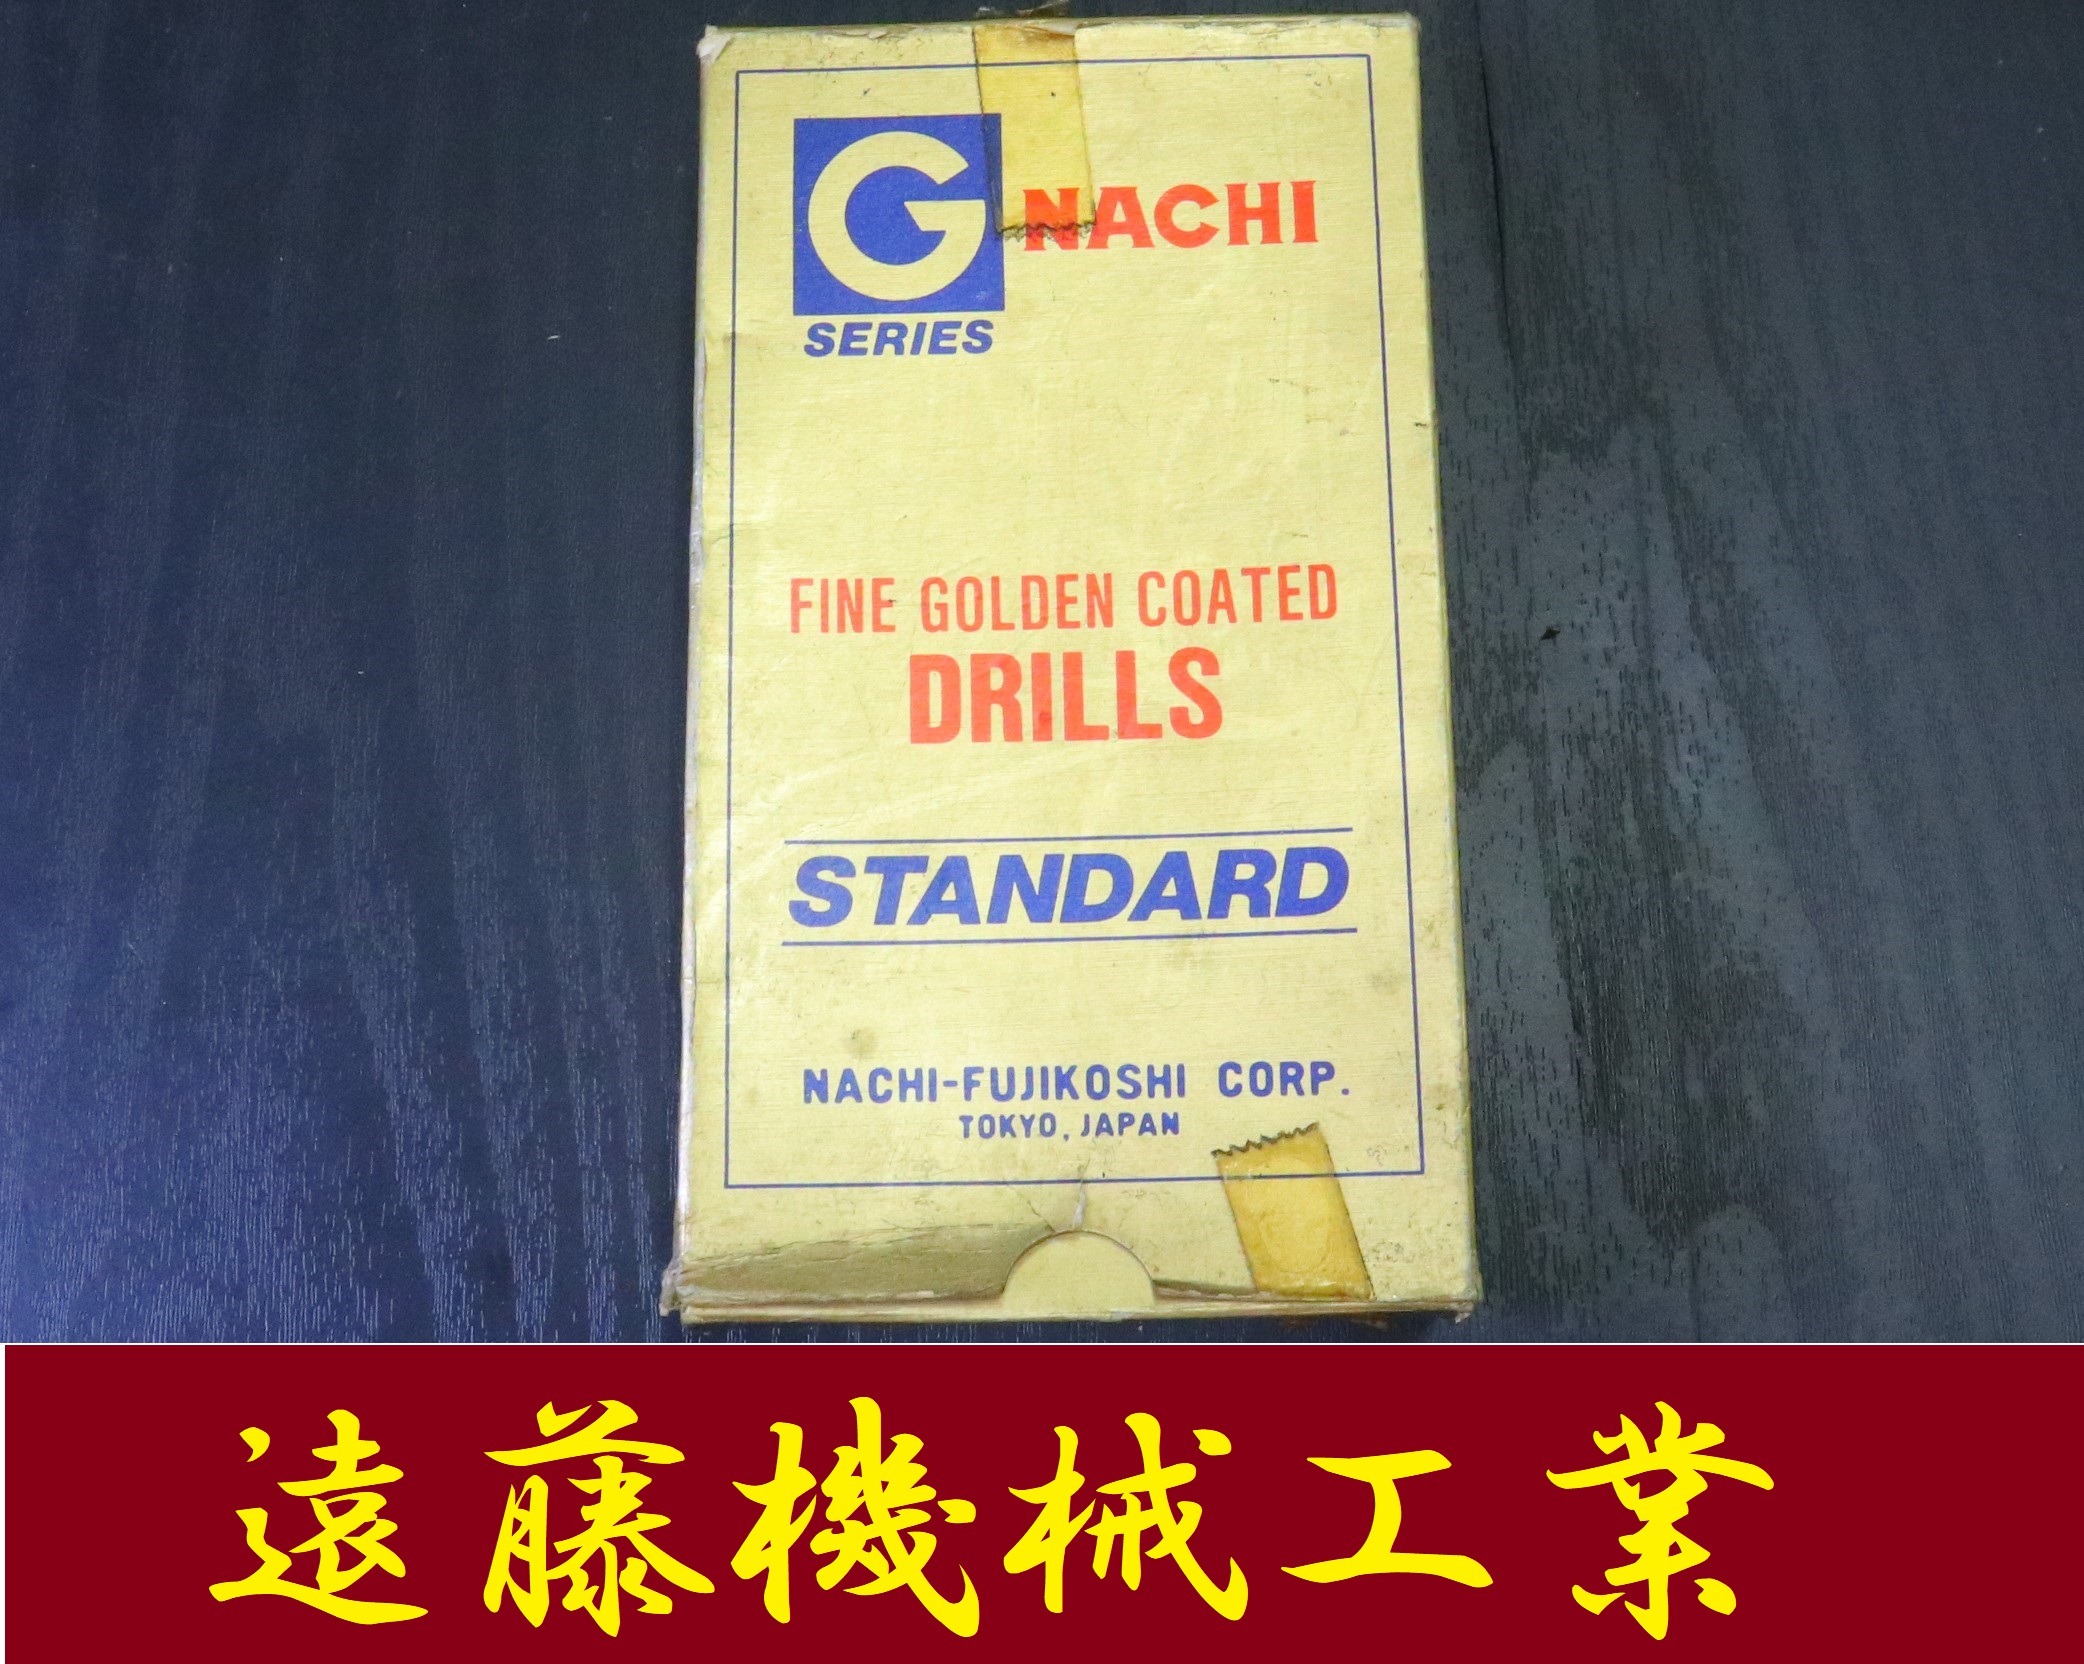 G
NACHI
SERIES
FINE GOLDEN COATED
DRILLS
STANDARD
NACHI-FUJIKOSHI CORP.
TOKYO, JAPAN
遠藤機械工業